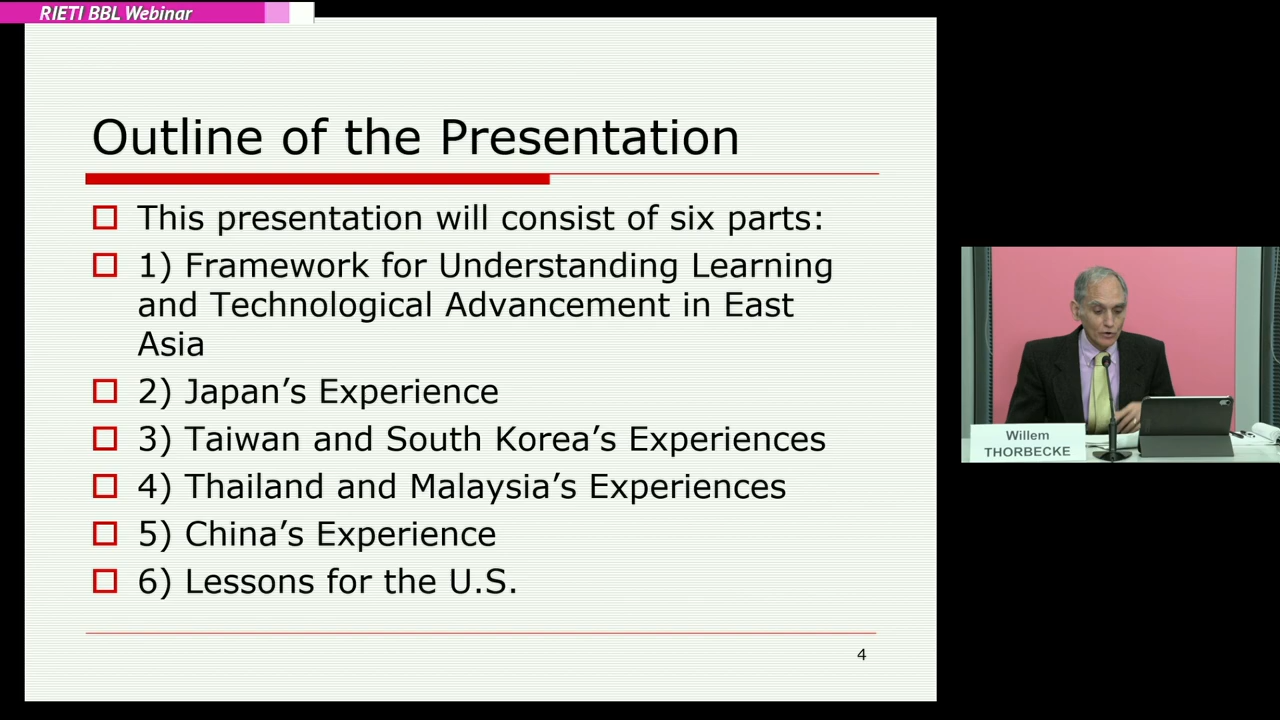 RIETI BBL Webinar
Outline of the Presentation
This presentation will consist of six parts:
1) Framework for Understanding Learning
and Technological Advancement in East
Asia
2) Japan’s Experience
3) Taiwan and South Korea’s Experiences
4) Thailand and Malaysia’s Experiences
5) China’s Experience
6) Lessons for the U.S.
4
Willem
THORBECKE